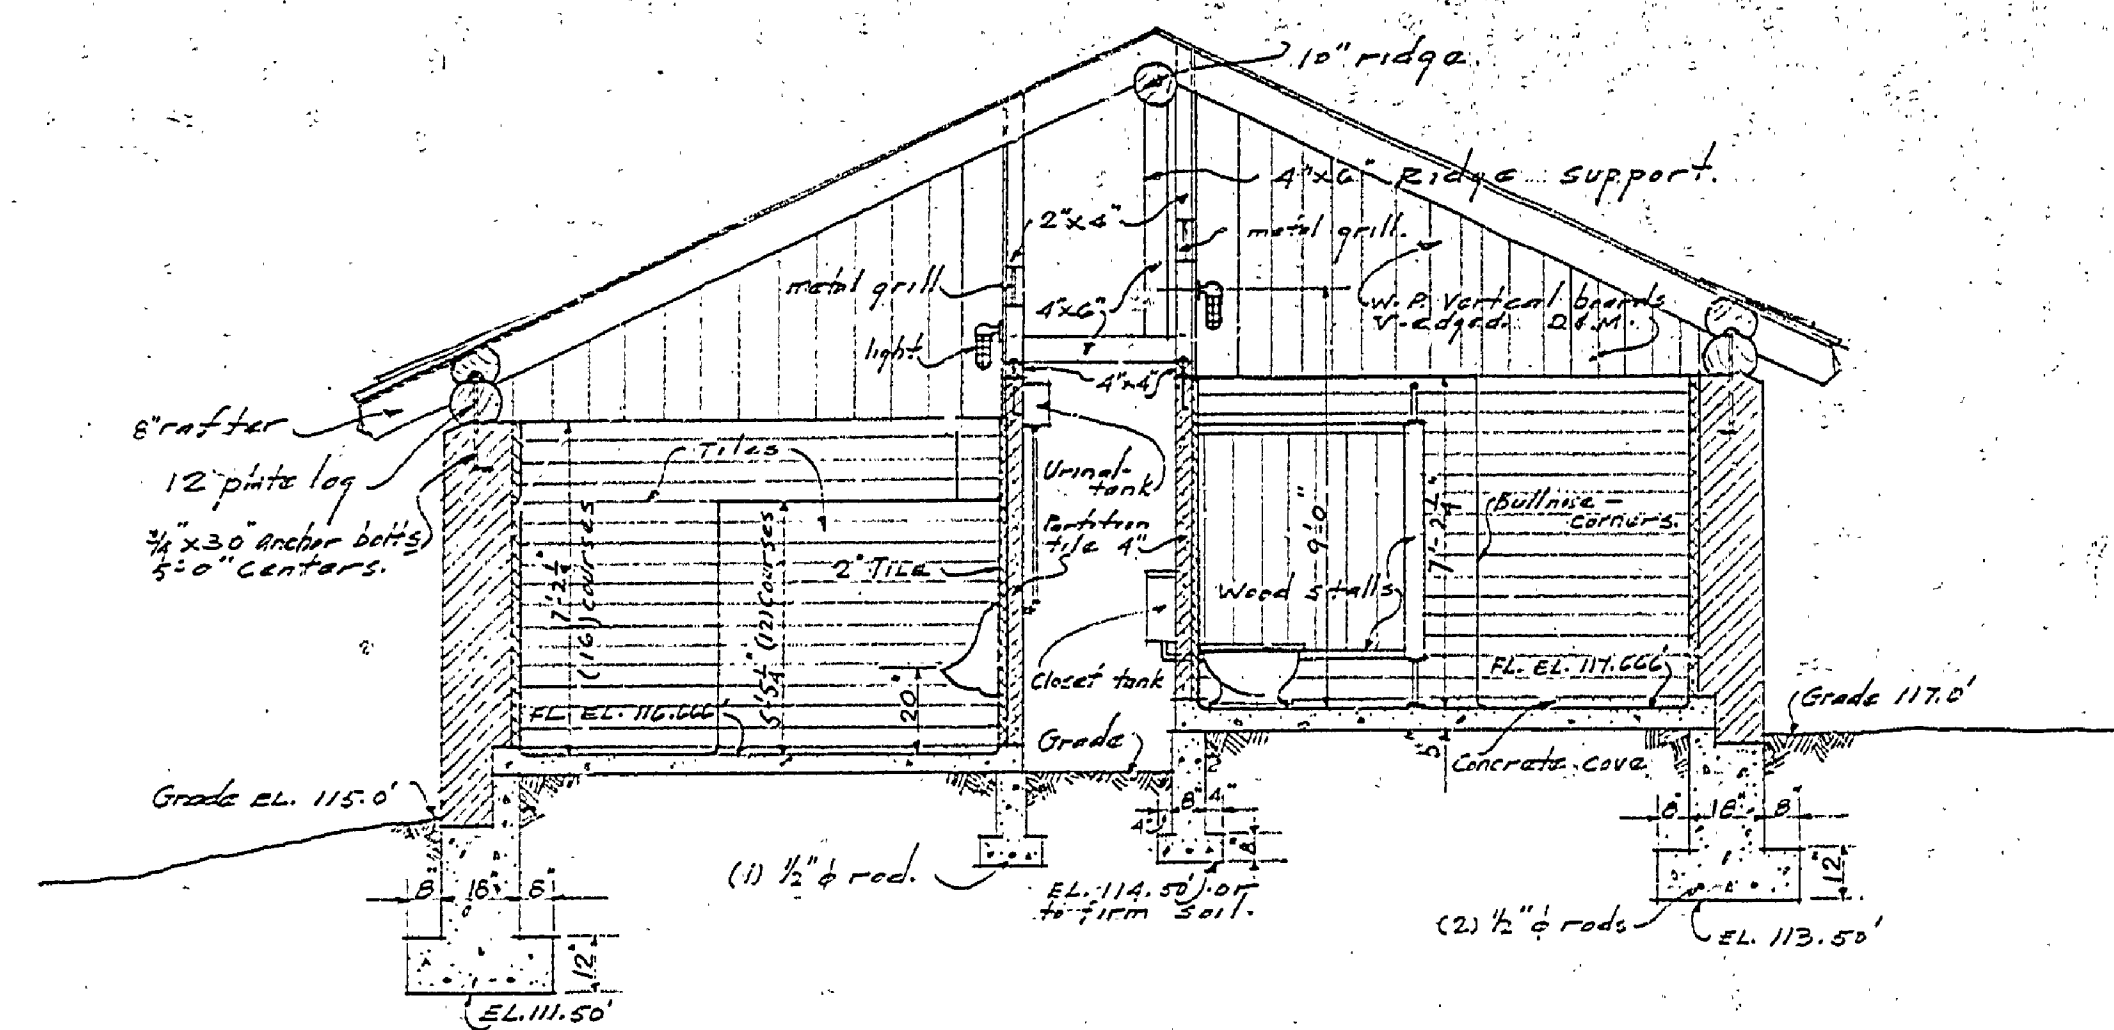 10" ridge.
4"x6" Ridge support.
2"x4"
metal grill.
metal grill
4"x6"
W.P. Vertical boards
V-edged. D.&M.
light
4"x4"
8" rafter
12" plate log
3/4"x30" anchor bolts
5'-0" centers.
Tiles
Urinal
tank
Partition
tile 4"
2" Tile
7'-2 1/4"
(16) courses
5'-5 1/4" (12) courses
20"
9'-0"
7'-2 1/4"
Bullnose
corners.
Wood stalls
Closet tank
FL. EL. 116.666'
FL. EL. 117.666'
Grade
Grade 117.0'
Concrete cove
5"
Grade EL. 115.0'
8" 18" 8"
12"
EL. 111.50'
(1) 1/2" ф rod.
4" 8" 4"
8"
EL. 114.50' or
to firm soil.
8" 18" 8"
12"
(2) 1/2" ф rods
EL. 113.50'